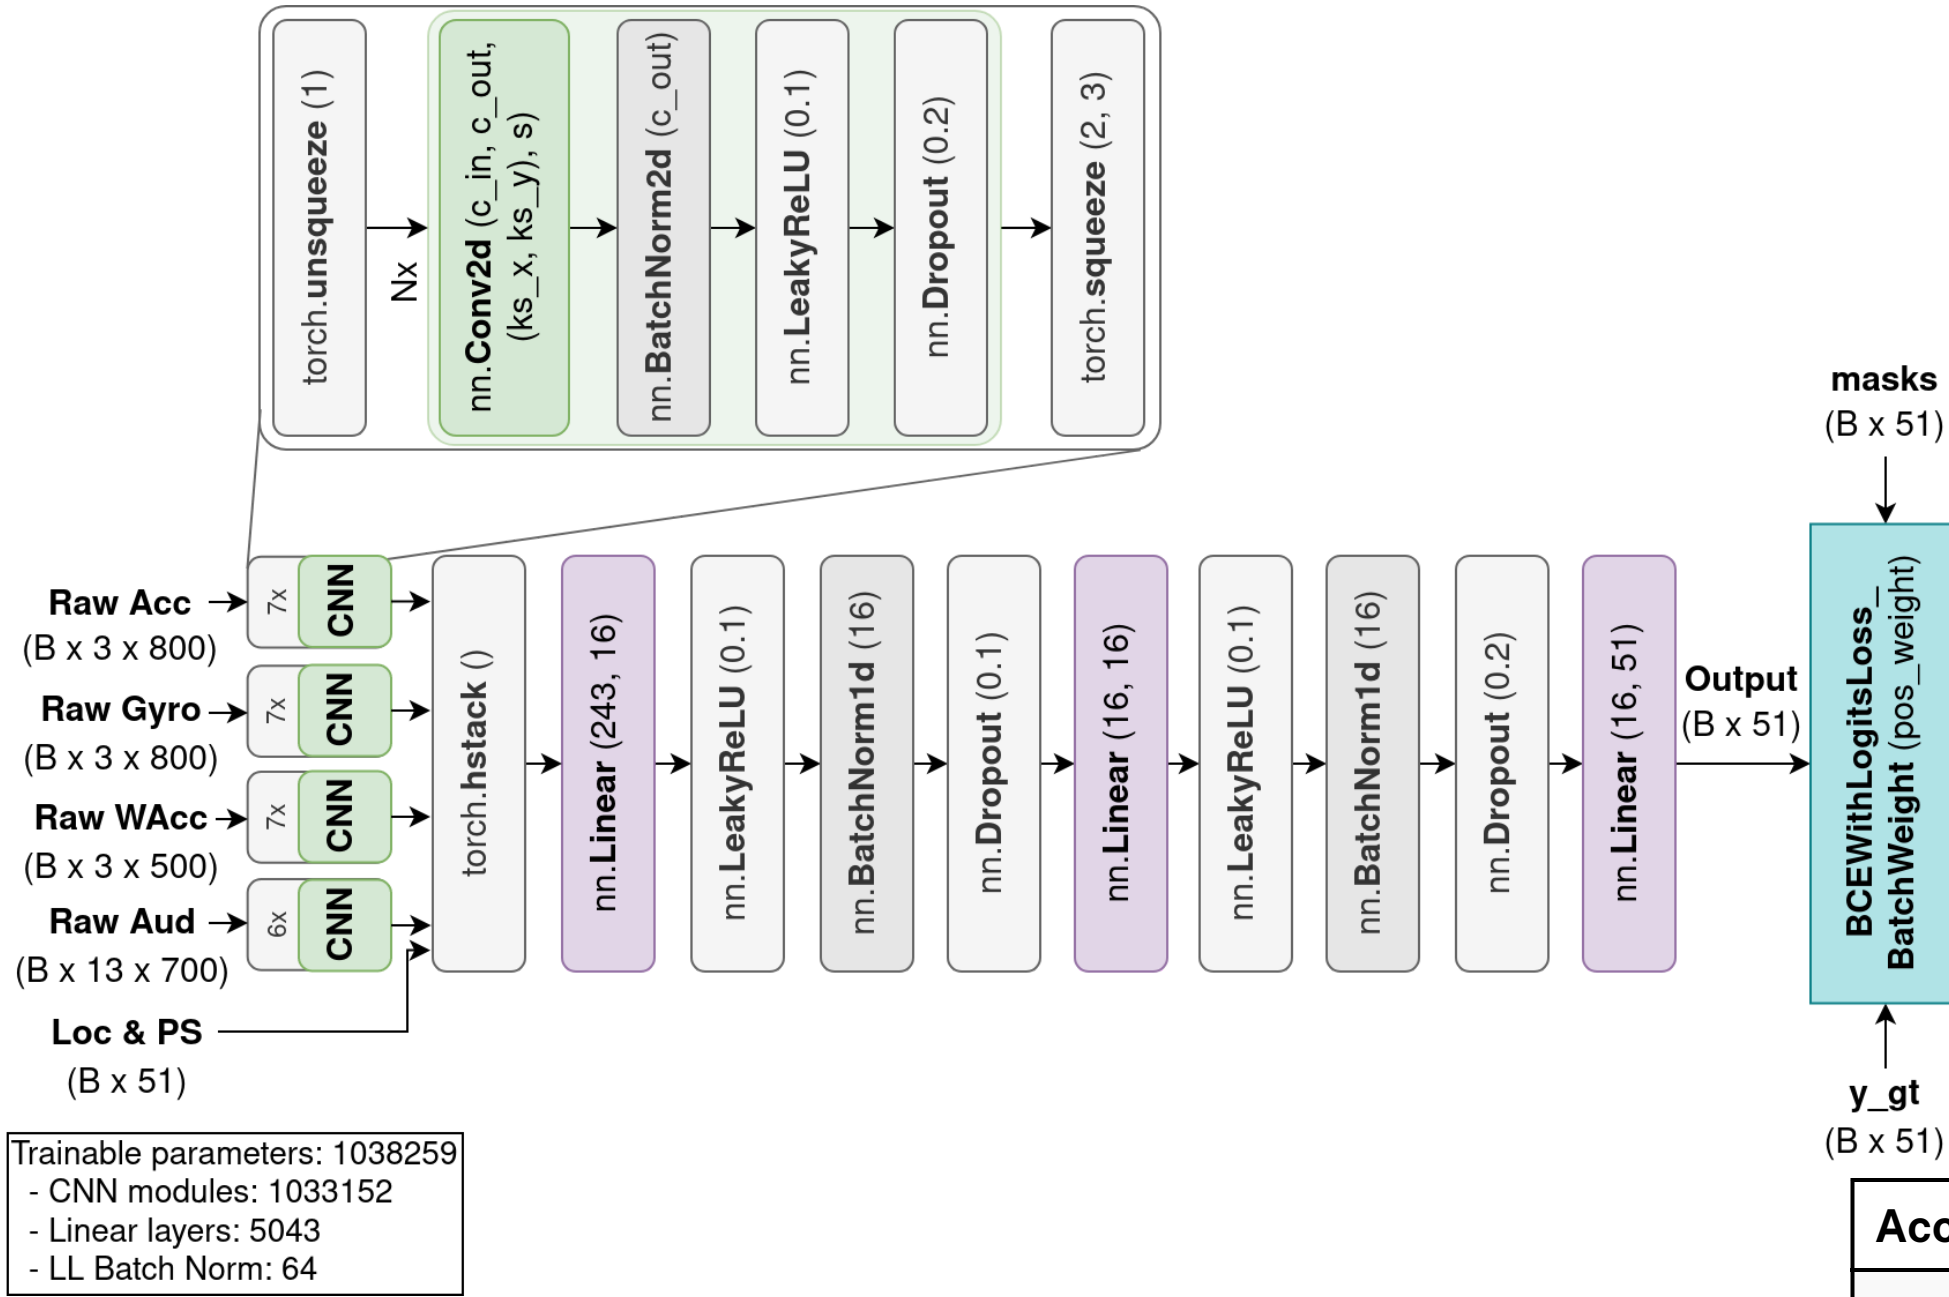 torch.unsqueeze (1)
Nx
nn.Conv2d (c_in, c_out,
(ks_x, ks_y), s)
nn.BatchNorm2d (c_out)
nn.LeakyReLU (0.1)
nn.Dropout (0.2)
torch.squeeze (2, 3)
masks
(B x 51)
Raw Acc
(B x 3 x 800)
7x
CNN
Raw Gyro
(B x 3 x 800)
7x
CNN
Raw WAcc
(B x 3 x 500)
7x
CNN
Raw Aud
(B x 13 x 700)
6x
CNN
Loc & PS
(B x 51)
torch.hstack ()
nn.Linear (243, 16)
nn.LeakyReLU (0.1)
nn.BatchNorm1d (16)
nn.Dropout (0.1)
nn.Linear (16, 16)
nn.LeakyReLU (0.1)
nn.BatchNorm1d (16)
nn.Dropout (0.2)
nn.Linear (16, 51)
Output
(B x 51)
BCEWithLogitsLoss_
BatchWeight (pos_weight)
y_gt
(B x 51)
Trainable parameters: 1038259
- CNN modules: 1033152
- Linear layers: 5043
- LL Batch Norm: 64
Acc